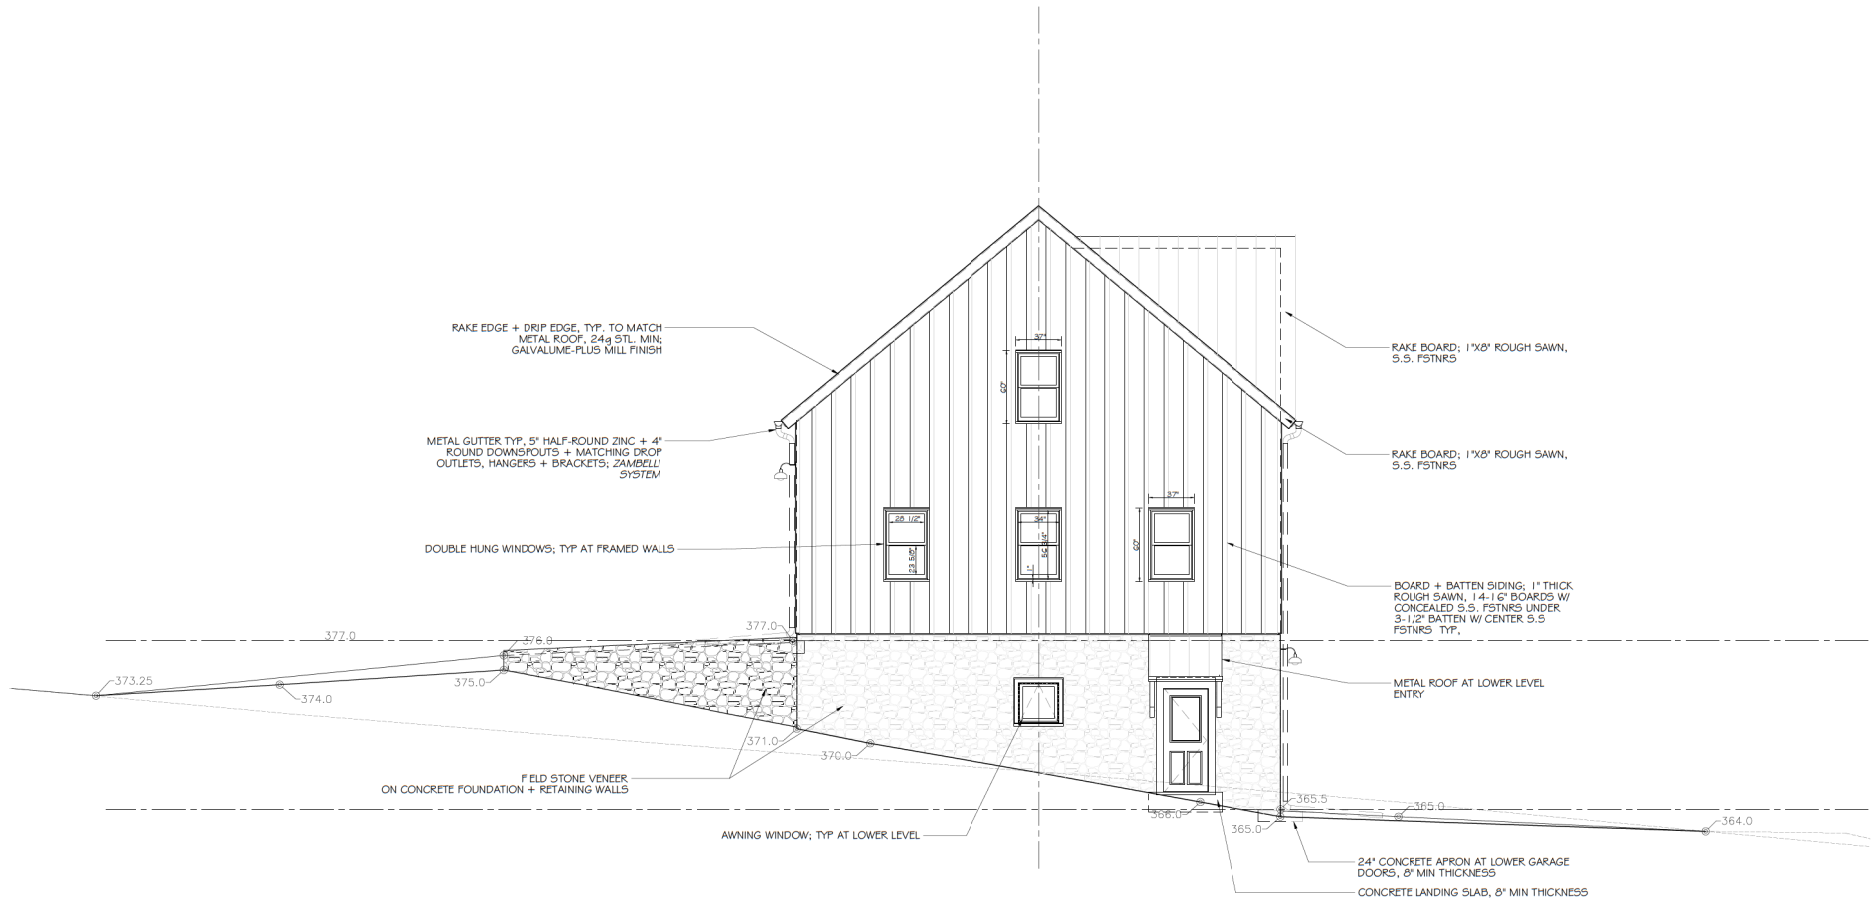 37"
60"
RAKE EDGE + DRIP EDGE, TYP. TO MATCH
METAL ROOF, 24g STL. MIN;
GALVALUME-PLUS MILL FINISH
RAKE BOARD; 1"X8" ROUGH SAWN,
S.S. FSTNRS
METAL GUTTER TYP, 5" HALF-ROUND ZINC + 4"
ROUND DOWNSPOUTS + MATCHING DROP
OUTLETS, HANGERS + BRACKETS; ZAMBELLI
SYSTEM
RAKE BOARD; 1"X8" ROUGH SAWN,
S.S. FSTNRS
DOUBLE HUNG WINDOWS; TYP AT FRAMED WALLS
28 1/2"
23 5/8"
34"
56 3/4"
1"
37"
60"
BOARD + BATTEN SIDING; 1" THICK
ROUGH SAWN, 14-16" BOARDS W/
CONCEALED S.S. FSTNRS UNDER
3-1/2" BATTEN W/ CENTER S.S
FSTNRS TYP,
377.0
376.0
377.0
373.25
374.0
375.0
371.0
370.0
METAL ROOF AT LOWER LEVEL
ENTRY
FIELD STONE VENEER
ON CONCRETE FOUNDATION + RETAINING WALLS
AWNING WINDOW; TYP AT LOWER LEVEL
366.0
365.5
365.0
365.0
364.0
24" CONCRETE APRON AT LOWER GARAGE
DOORS, 8" MIN THICKNESS
CONCRETE LANDING SLAB, 8" MIN THICKNESS